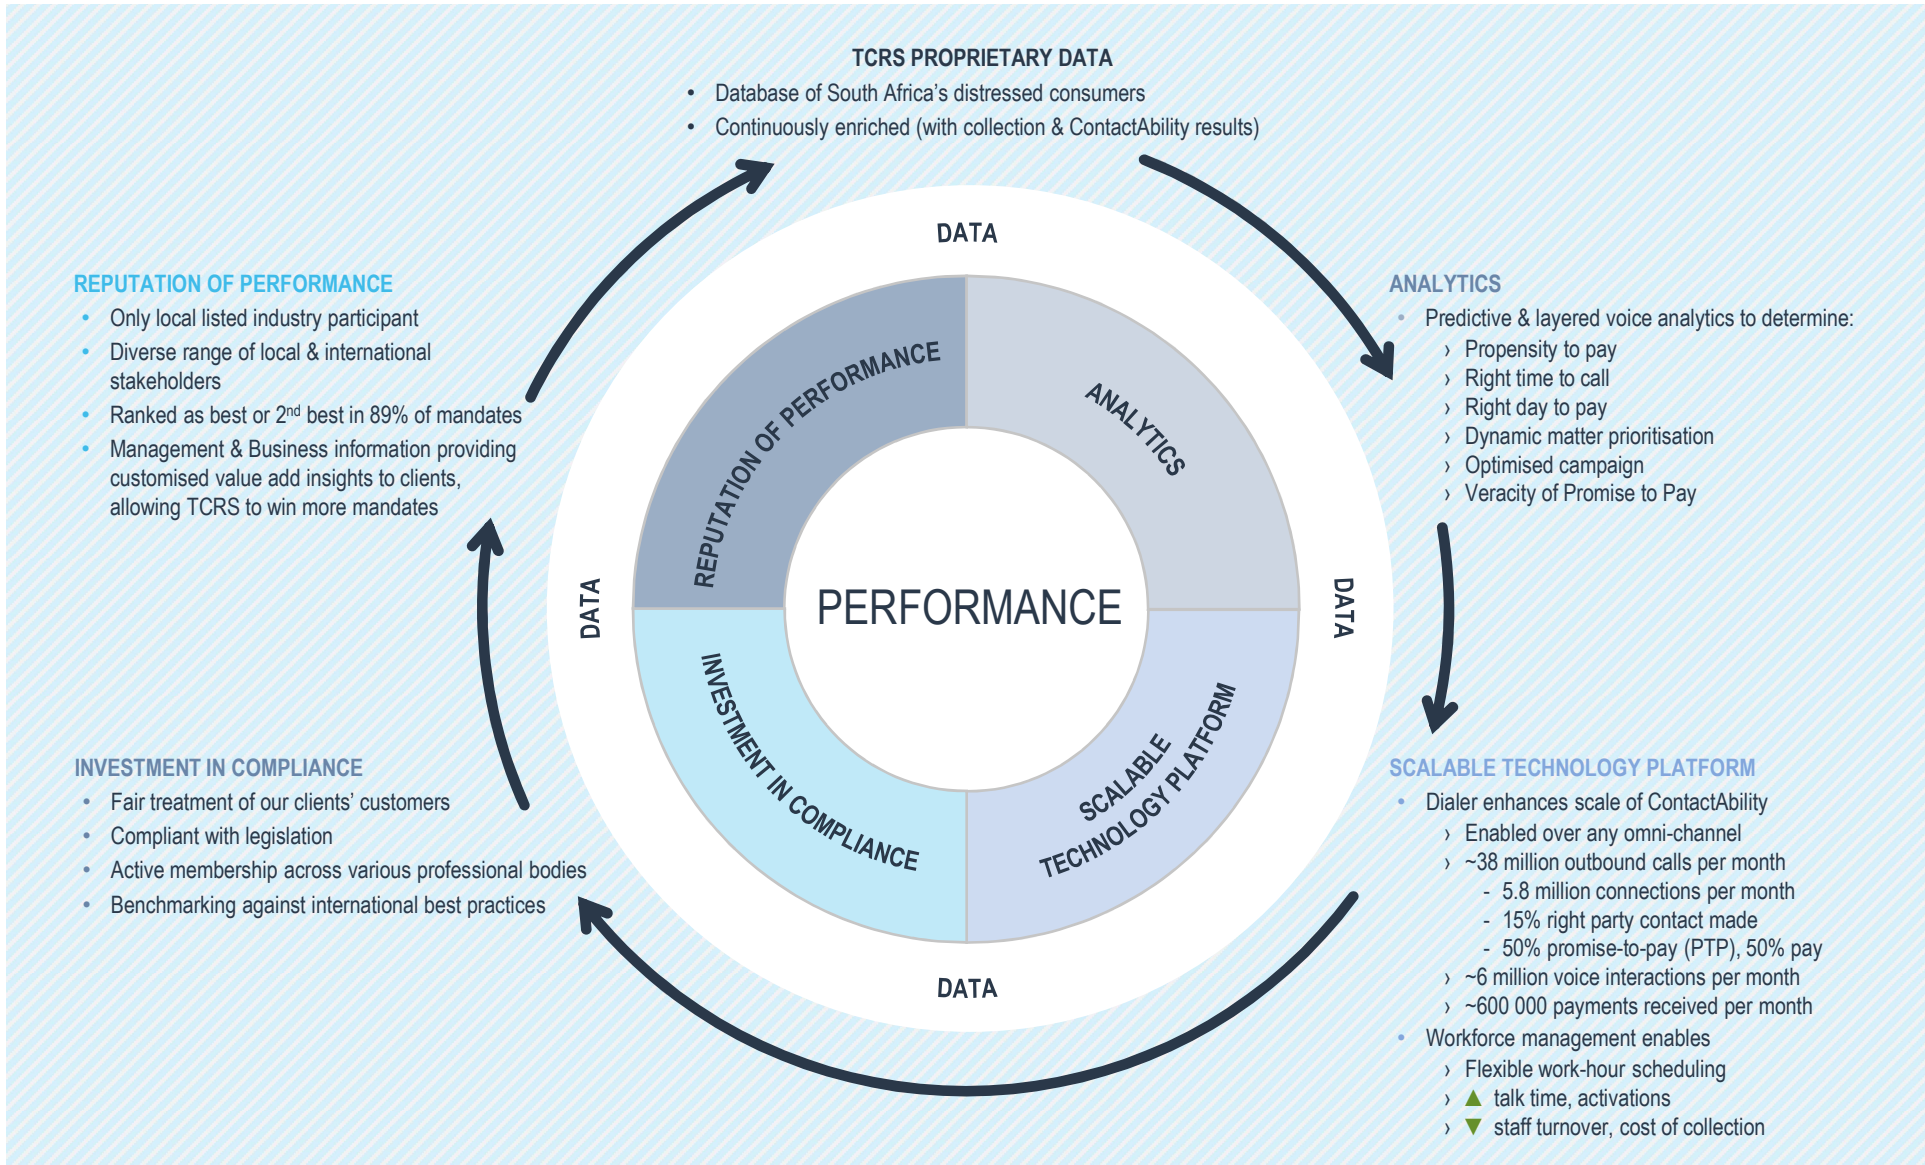 TCRS PROPRIETARY DATA
• Database of South Africa's distressed consumers
• Continuously enriched (with collection & ContactAbility results)
REPUTATION OF PERFORMANCE
• Only local listed industry participant
• Diverse range of local & international
stakeholders
• Ranked as best or 2nd best in 89% of mandates
• Management & Business information providing
customised value add insights to clients,
allowing TCRS to win more mandates
INVESTMENT IN COMPLIANCE
• Fair treatment of our clients' customers
• Compliant with legislation
• Active membership across various professional bodies
• Benchmarking against international best practices
DATA
DATA
DATA
DATA
REPUTATION OF PERFORMANCE
ANALYTICS
PERFORMANCE
INVESTMENT IN COMPLIANCE
SCALABLE
TECHNOLOGY PLATFORM
ANALYTICS
• Predictive & layered voice analytics to determine:
› Propensity to pay
› Right time to call
› Right day to pay
› Dynamic matter prioritisation
› Optimised campaign
› Veracity of Promise to Pay
SCALABLE TECHNOLOGY PLATFORM
• Dialer enhances scale of ContactAbility
› Enabled over any omni-channel
› ~38 million outbound calls per month
- 5.8 million connections per month
- 15% right party contact made
- 50% promise-to-pay (PTP), 50% pay
› ~6 million voice interactions per month
› ~600 000 payments received per month
• Workforce management enables
› Flexible work-hour scheduling
› ▲ talk time, activations
› ▼ staff turnover, cost of collection